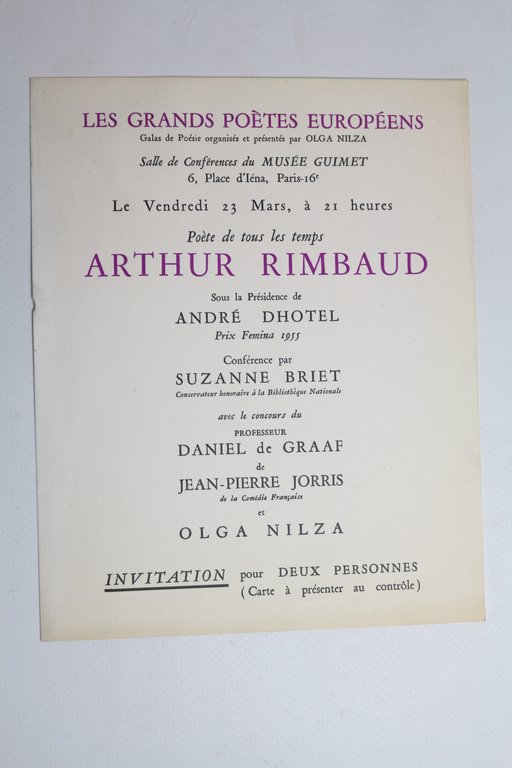 LES GRANDS POÈTES EUROPÉENS
Galas de Poésie organisés et présentés par OLGA NILZA
Salle de Conférences du MUSÉE GUIMET
6, Place d'Iéna, Paris-16e
Le Vendredi 23 Mars, à 21 heures
Poète de tous les temps
ARTHUR RIMBAUD
Sous la Présidence de
ANDRÉ DHOTEL
Prix Femina 1955
Conférence par
SUZANNE BRIET
Conservateur honoraire à la Bibliothèque Nationale
avec le concours du
PROFESSEUR
DANIEL de GRAAF
de
JEAN-PIERRE JORRIS
de la Comédie Française
et
OLGA NILZA
INVITATION pour DEUX PERSONNES
(Carte à présenter au contrôle)